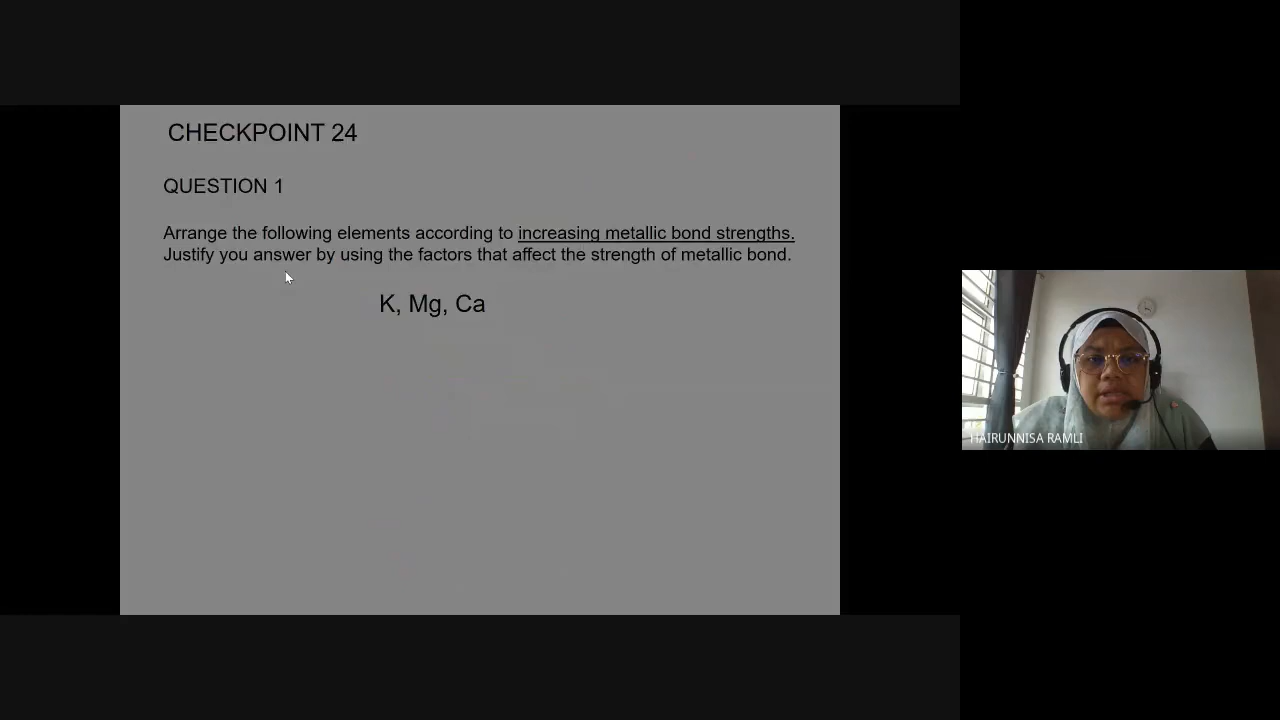 CHECKPOINT 24
QUESTION 1
Arrange the following elements according to increasing metallic bond strengths.
Justify you answer by using the factors that affect the strength of metallic bond.
K, Mg, Ca
HAIRUNNISA RAMLI